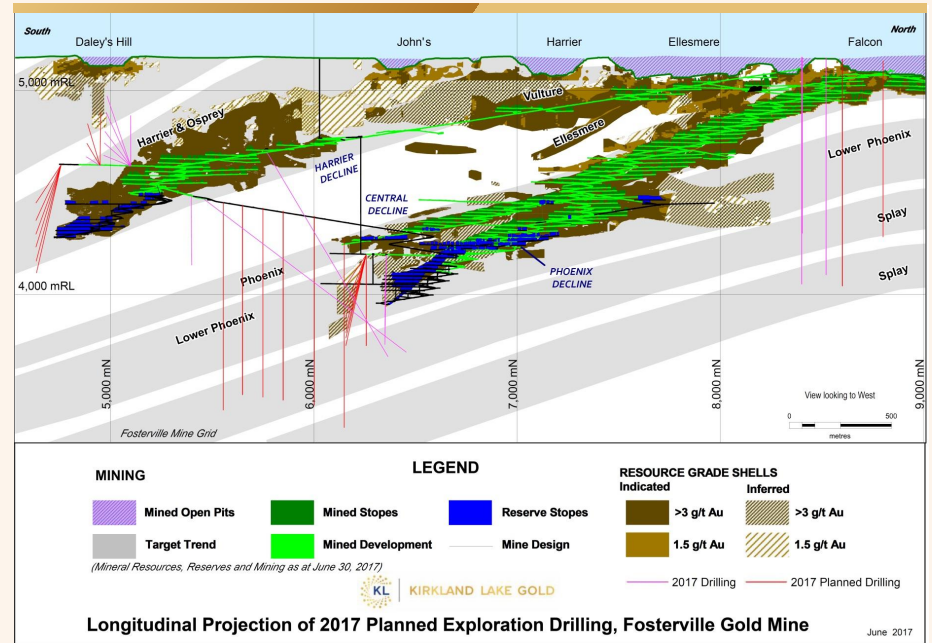 South
North
Daley's Hill
John's
Harrier
Ellesmere
Falcon
5,000 mRL
Vulture
Harrier & Osprey
Ellesmere
HARRIER
DECLINE
Lower Phoenix
CENTRAL
DECLINE
Splay
Phoenix
PHOENIX
DECLINE
Splay
4,000 mRL
Lower Phoenix
5,000 mN
6,000 mN
7,000 mN
8,000 mN
9,000 mN
View looking to West
0 500
metres
Fosterville Mine Grid
LEGEND
MINING
RESOURCE GRADE SHELLS
Indicated Inferred
Mined Open Pits
Mined Stopes
Reserve Stopes
>3 g/t Au
>3 g/t Au
Target Trend
Mined Development
Mine Design
1.5 g/t Au
1.5 g/t Au
(Mineral Resources, Reserves and Mining as at June 30, 2017)
2017 Drilling
2017 Planned Drilling
KL KIRKLAND LAKE GOLD
Longitudinal Projection of 2017 Planned Exploration Drilling, Fosterville Gold Mine
June 2017